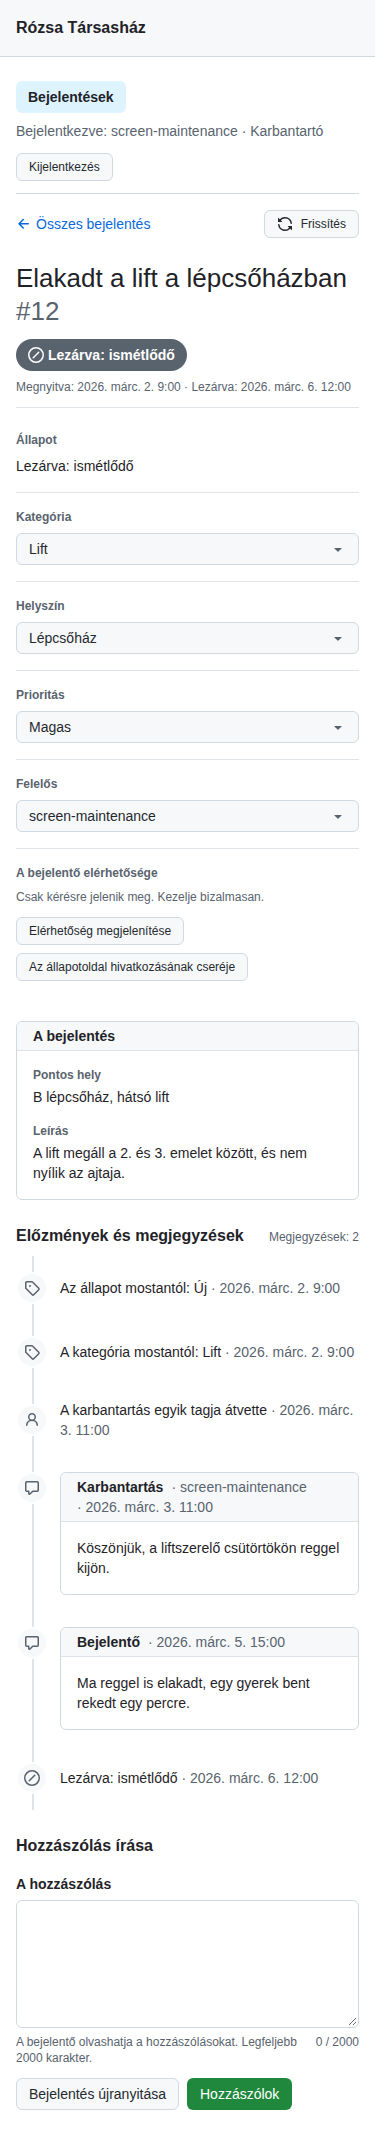 Rózsa Társasház
Bejelentések
Bejelentkezve: screen-maintenance · Karbantartó
Kijelentkezés
Összes bejelentés
Frissítés
Elakadt a lift a lépcsőházban
#12
Lezárva: ismétlődő
Megnyitva: 2026. márc. 2. 9:00 · Lezárva: 2026. márc. 6. 12:00
Állapot
Lezárva: ismétlődő
Kategória
Lift
Helyszín
Lépcsőház
Prioritás
Magas
Felelős
screen-maintenance
A bejelentő elérhetősége
Csak kérésre jelenik meg. Kezelje bizalmasan.
Elérhetőség megjelenítése
Az állapotoldal hivatkozásának cseréje
A bejelentés
Pontos hely
B lépcsőház, hátsó lift
Leírás
A lift megáll a 2. és 3. emelet között, és nem
nyílik az ajtaja.
Előzmények és megjegyzések
Megjegyzések: 2
Az állapot mostantól: Új · 2026. márc. 2. 9:00
A kategória mostantól: Lift · 2026. márc. 2. 9:00
A karbantartás egyik tagja átvette · 2026. márc.
3. 11:00
Karbantartás · screen-maintenance
· 2026. márc. 3. 11:00
Köszönjük, a liftszerelő csütörtökön reggel
kijön.
Bejelentő · 2026. márc. 5. 15:00
Ma reggel is elakadt, egy gyerek bent
rekedt egy percre.
Lezárva: ismétlődő · 2026. márc. 6. 12:00
Hozzászólás írása
A hozzászólás
A bejelentő olvashatja a hozzászólásokat. Legfeljebb
2000 karakter.
0 / 2000
Bejelentés újranyitása
Hozzászólok